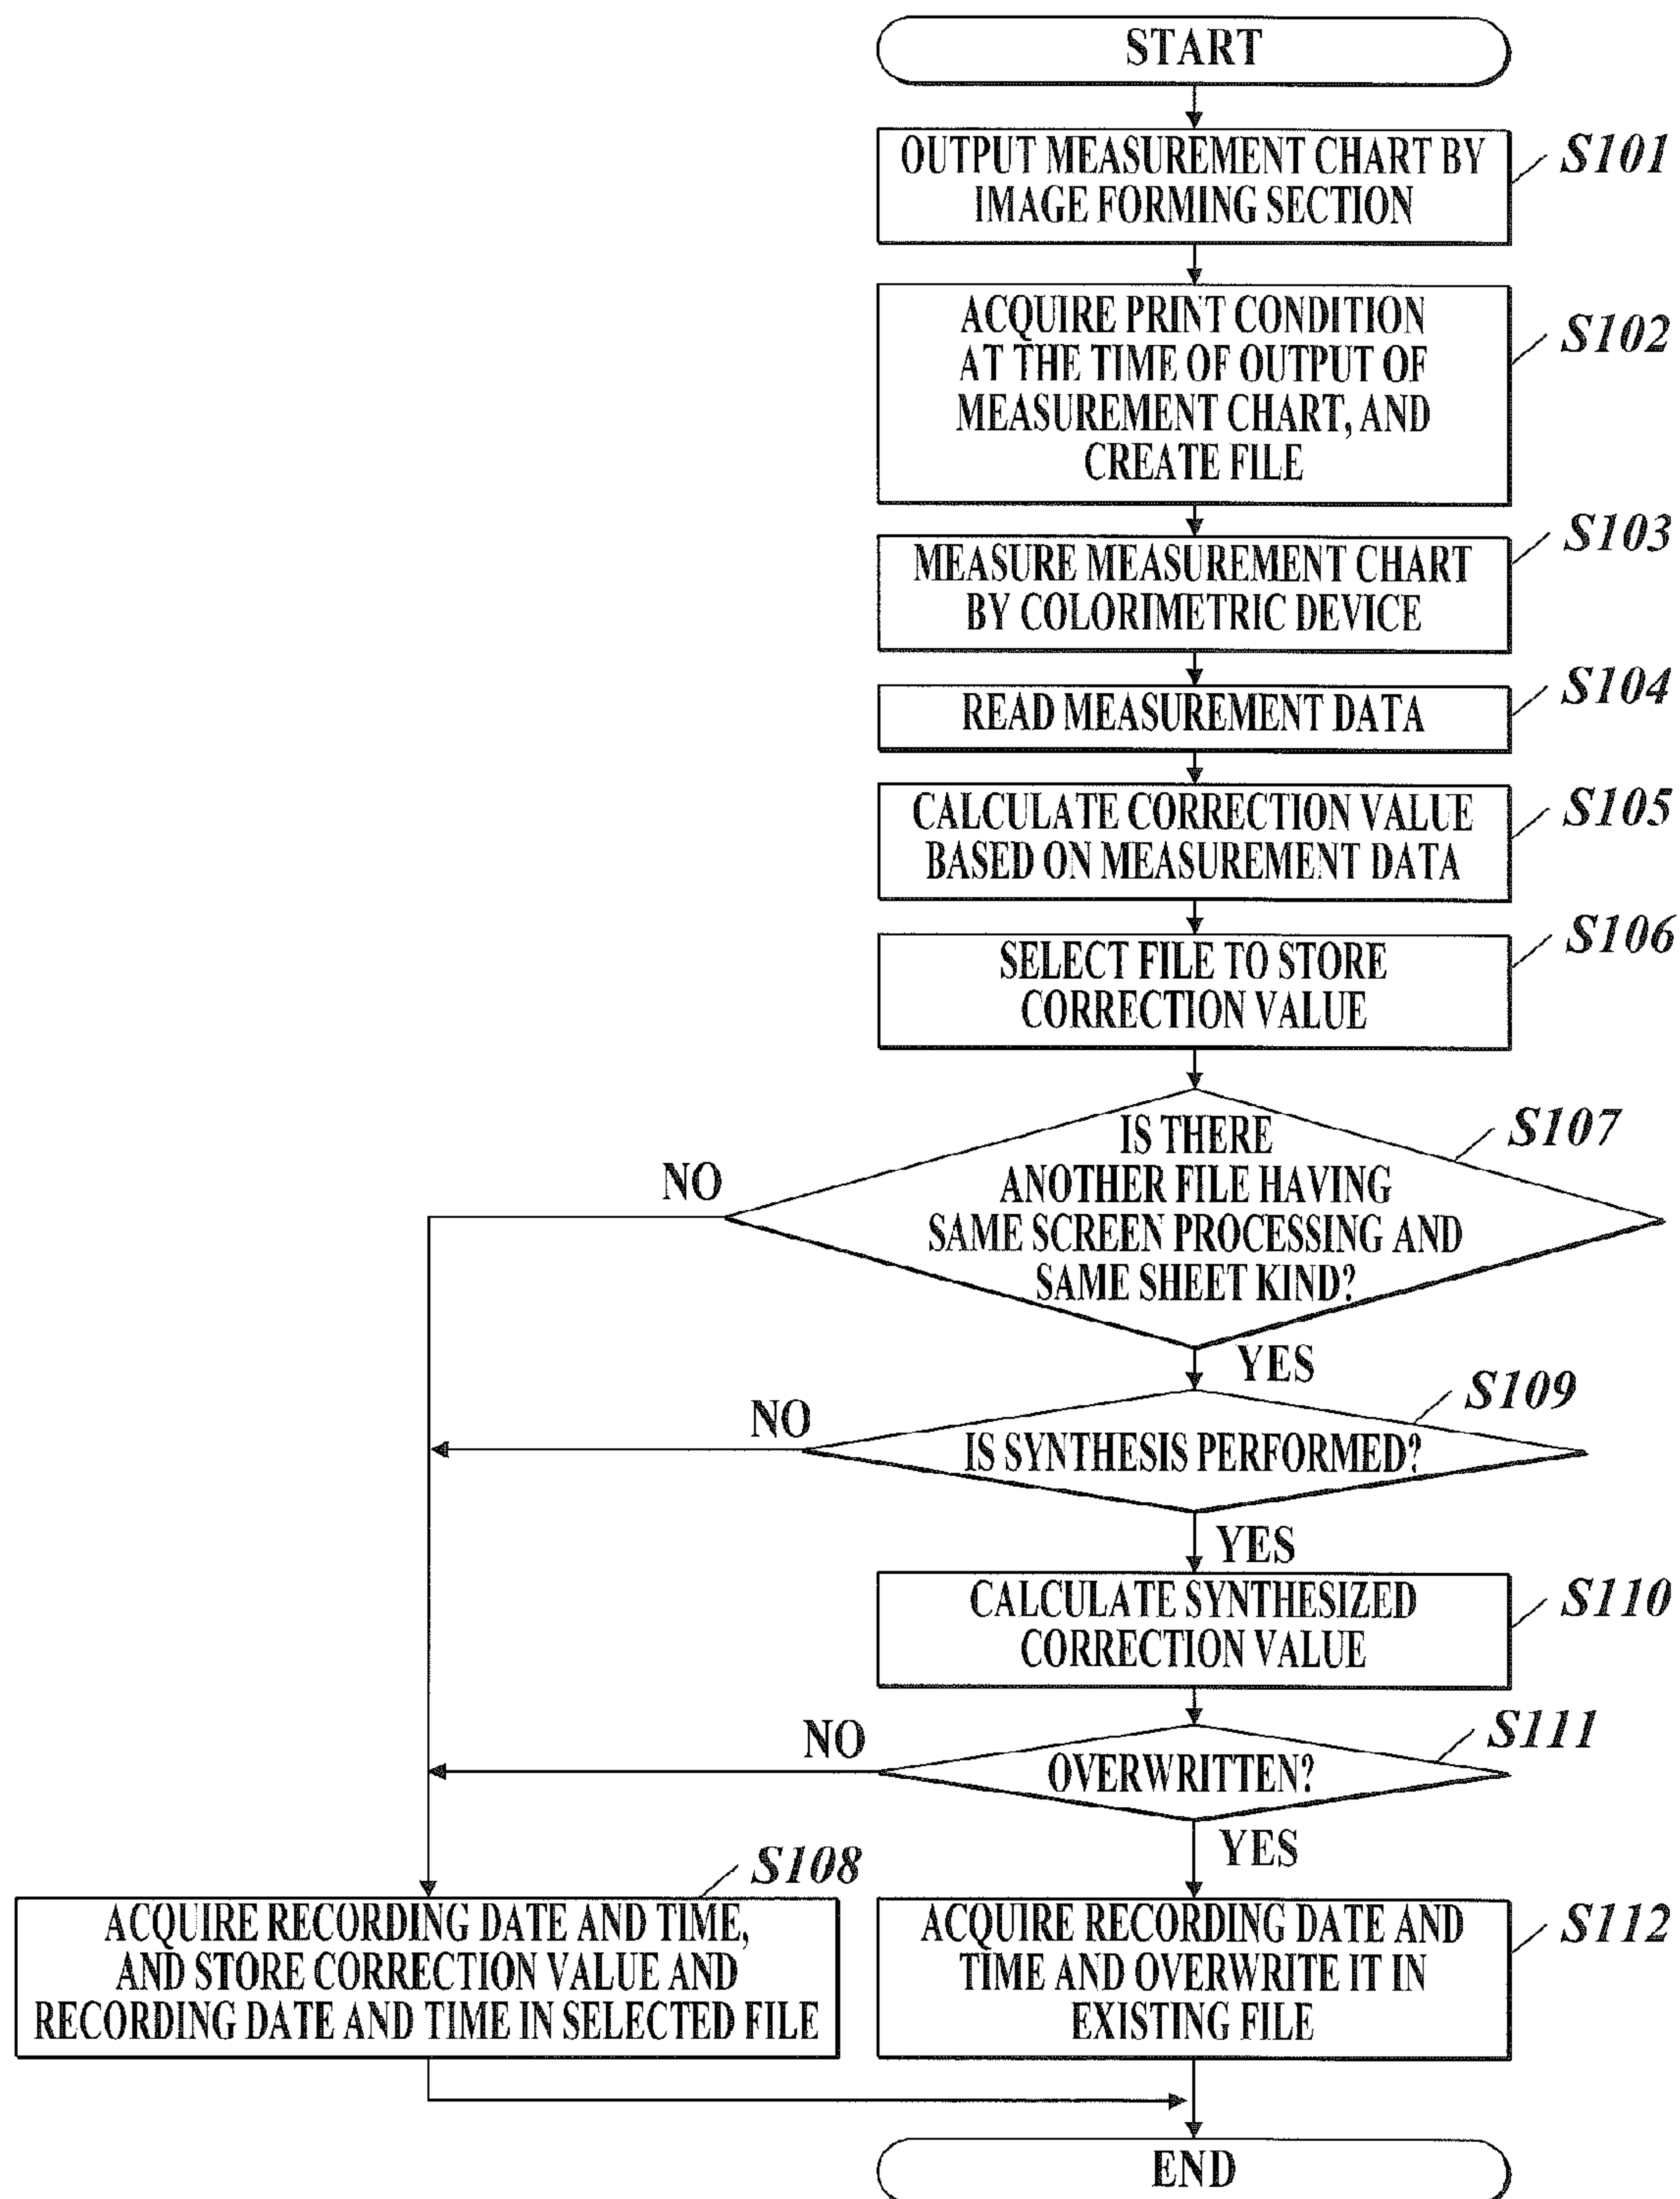 START
OUTPUT MEASUREMENT CHART BY
IMAGE FORMING SECTION
S101
ACQUIRE PRINT CONDITION
AT THE TIME OF OUTPUT OF
MEASUREMENT CHART, AND
CREATE FILE
S102
MEASURE MEASUREMENT CHART
BY COLORIMETRIC DEVICE
S103
READ MEASUREMENT DATA
S104
CALCULATE CORRECTION VALUE
BASED ON MEASUREMENT DATA
S105
SELECT FILE TO STORE
CORRECTION VALUE
S106
IS THERE
ANOTHER FILE HAVING
SAME SCREEN PROCESSING AND
SAME SHEET KIND?
S107
NO
YES
IS SYNTHESIS PERFORMED?
S109
NO
YES
CALCULATE SYNTHESIZED
CORRECTION VALUE
S110
OVERWRITTEN?
S111
NO
YES
ACQUIRE RECORDING DATE AND TIME,
AND STORE CORRECTION VALUE AND
RECORDING DATE AND TIME IN SELECTED FILE
S108
ACQUIRE RECORDING DATE AND
TIME AND OVERWRITE IT IN
EXISTING FILE
S112
END